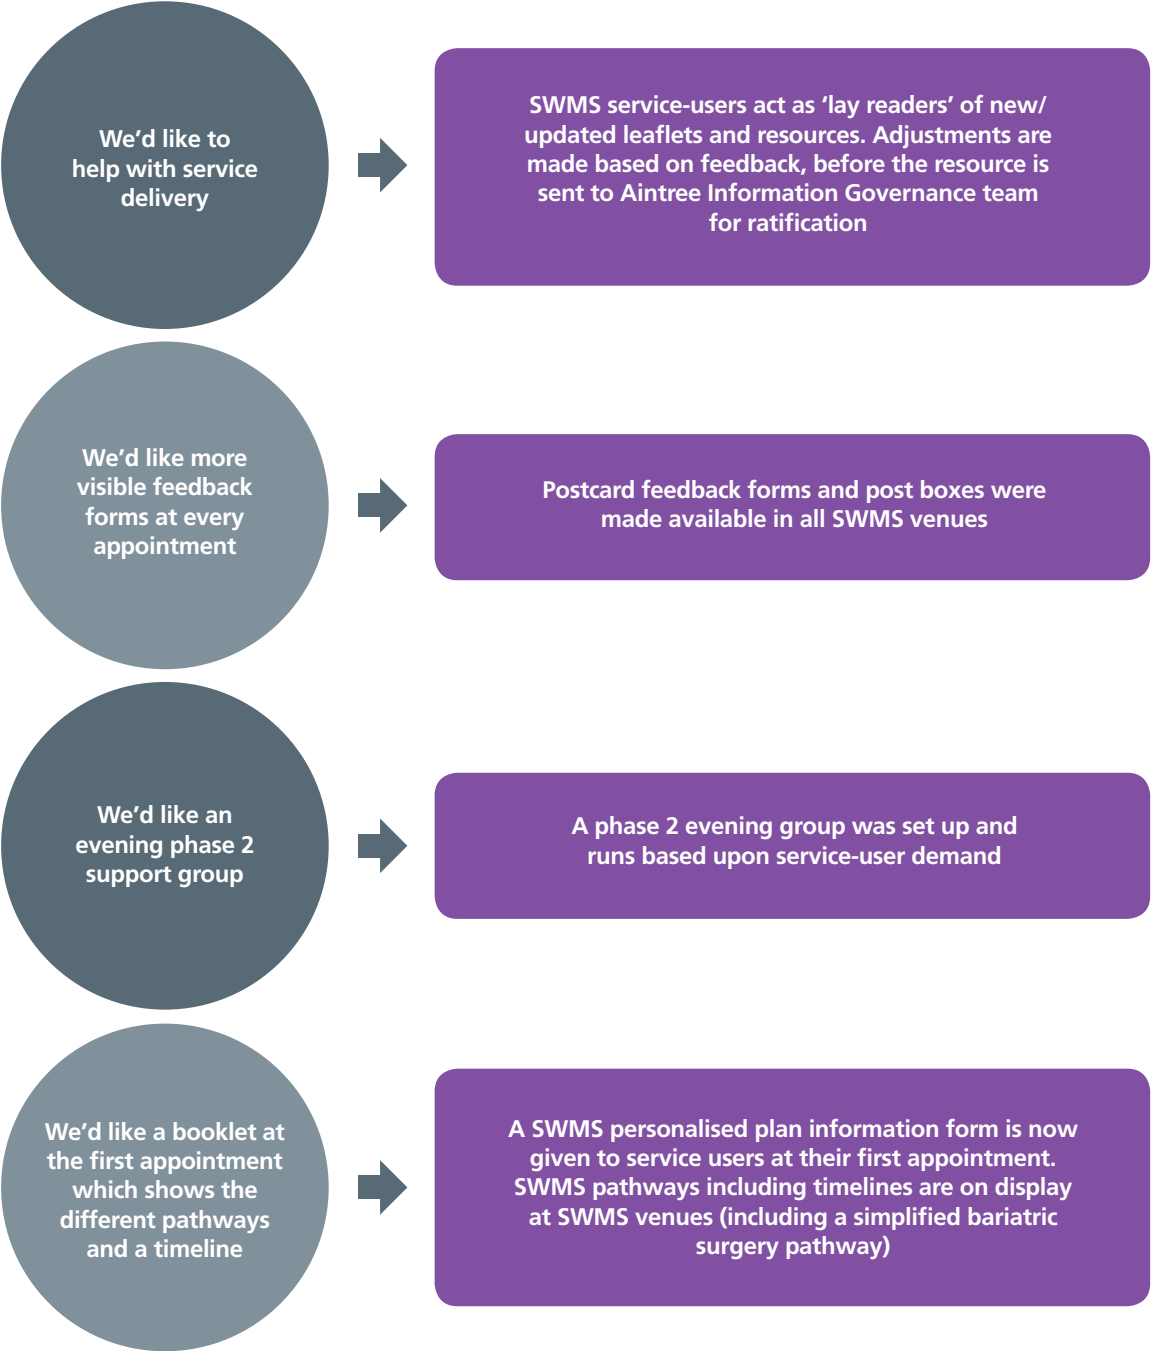 We’d like to
help with service
delivery
SWMS service-users act as ‘lay readers’ of new/
updated leaflets and resources. Adjustments are
made based on feedback, before the resource is
sent to Aintree Information Governance team
for ratification
We’d like more
visible feedback
forms at every
appointment
Postcard feedback forms and post boxes were
made available in all SWMS venues
We’d like an
evening phase 2
support group
A phase 2 evening group was set up and
runs based upon service-user demand
We’d like a booklet at
the first appointment
which shows the
different pathways
and a timeline
A SWMS personalised plan information form is now
given to service users at their first appointment.
SWMS pathways including timelines are on display
at SWMS venues (including a simplified bariatric
surgery pathway)